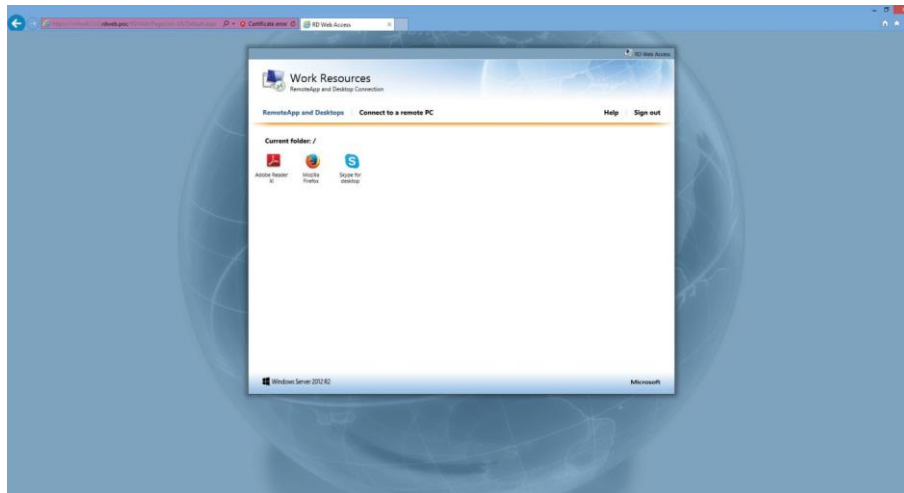 rdweb.poc
Certificate error
RD Web Access
RD Web Access
Work Resources
RemoteApp and Desktop Connection
RemoteApp and Desktops
Connect to a remote PC
Help
Sign out
Current folder: /
Adobe Reader
XI
Mozilla
Firefox
Skype for
desktop
Windows Server 2012 R2
Microsoft